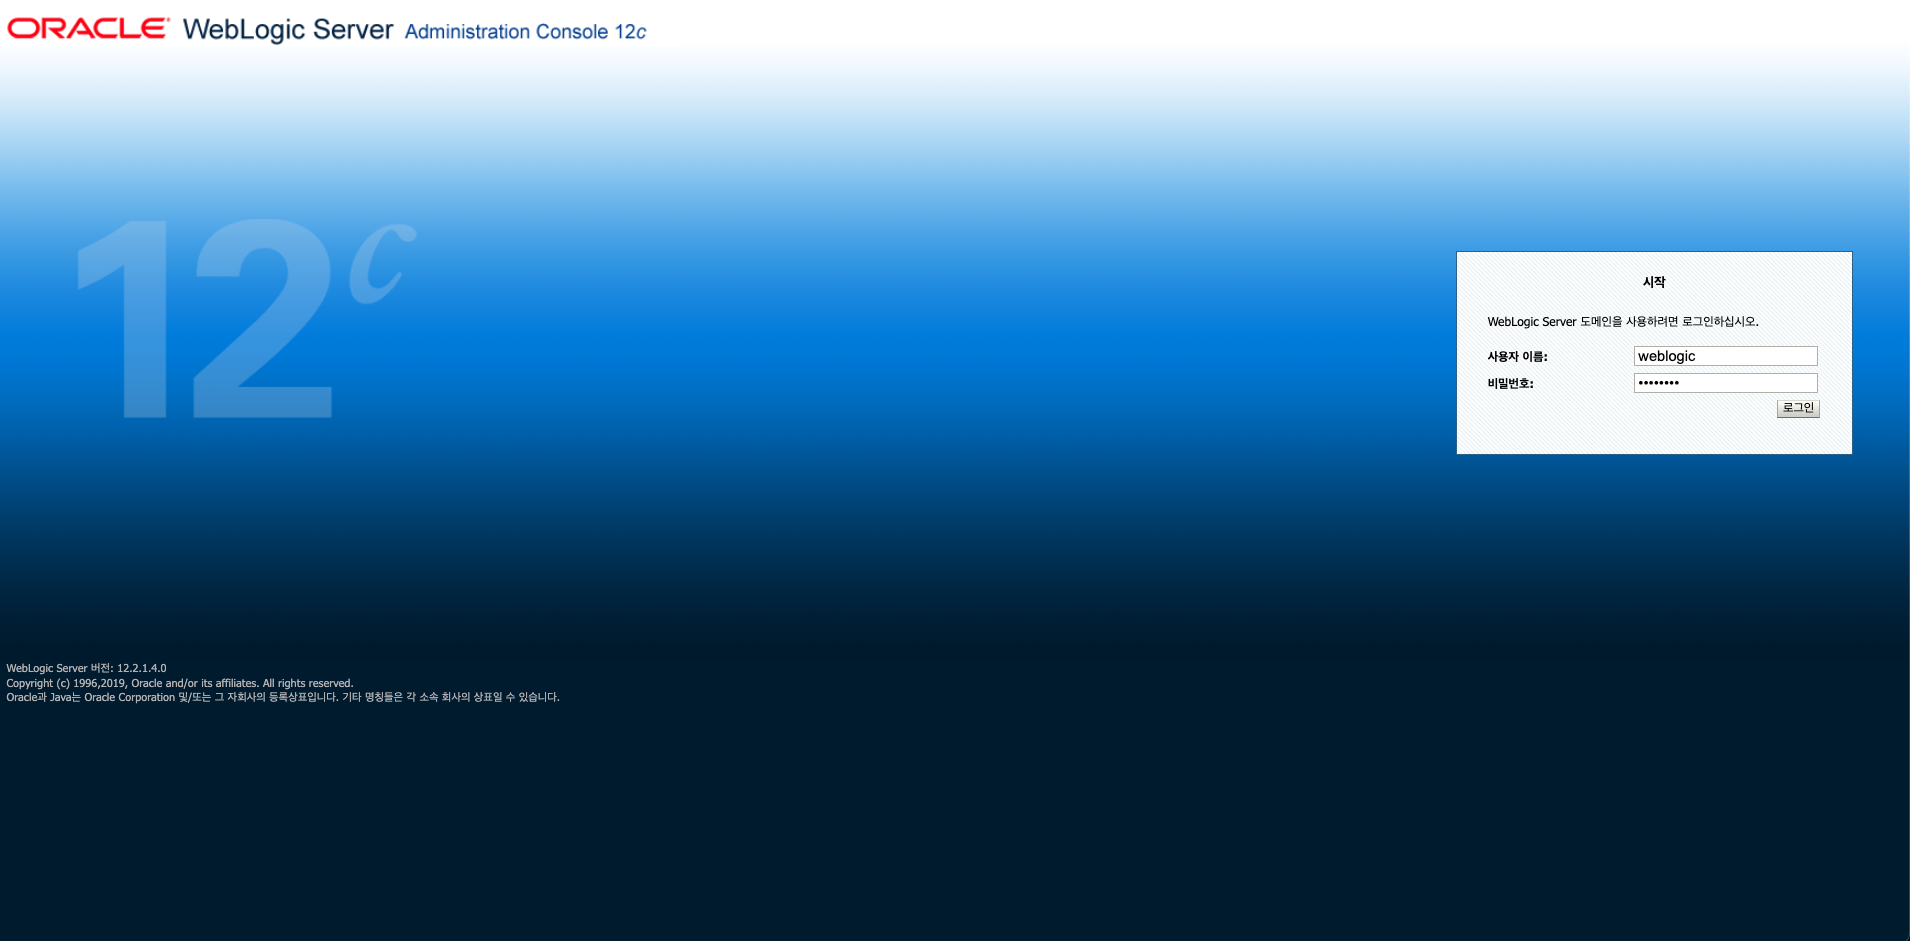 ORACLE WebLogic Server Administration Console 12c
12c
시작
WebLogic Server 도메인을 사용하려면 로그인하십시오.
사용자 이름: weblogic
비밀번호: ••••••••
로그인
WebLogic Server 버전: 12.2.1.4.0
Copyright (c) 1996,2019, Oracle and/or its affiliates. All rights reserved.
Oracle과 Java는 Oracle Corporation 및/또는 그 자회사의 등록상표입니다. 기타 명칭들은 각 소속 회사의 상표일 수 있습니다.